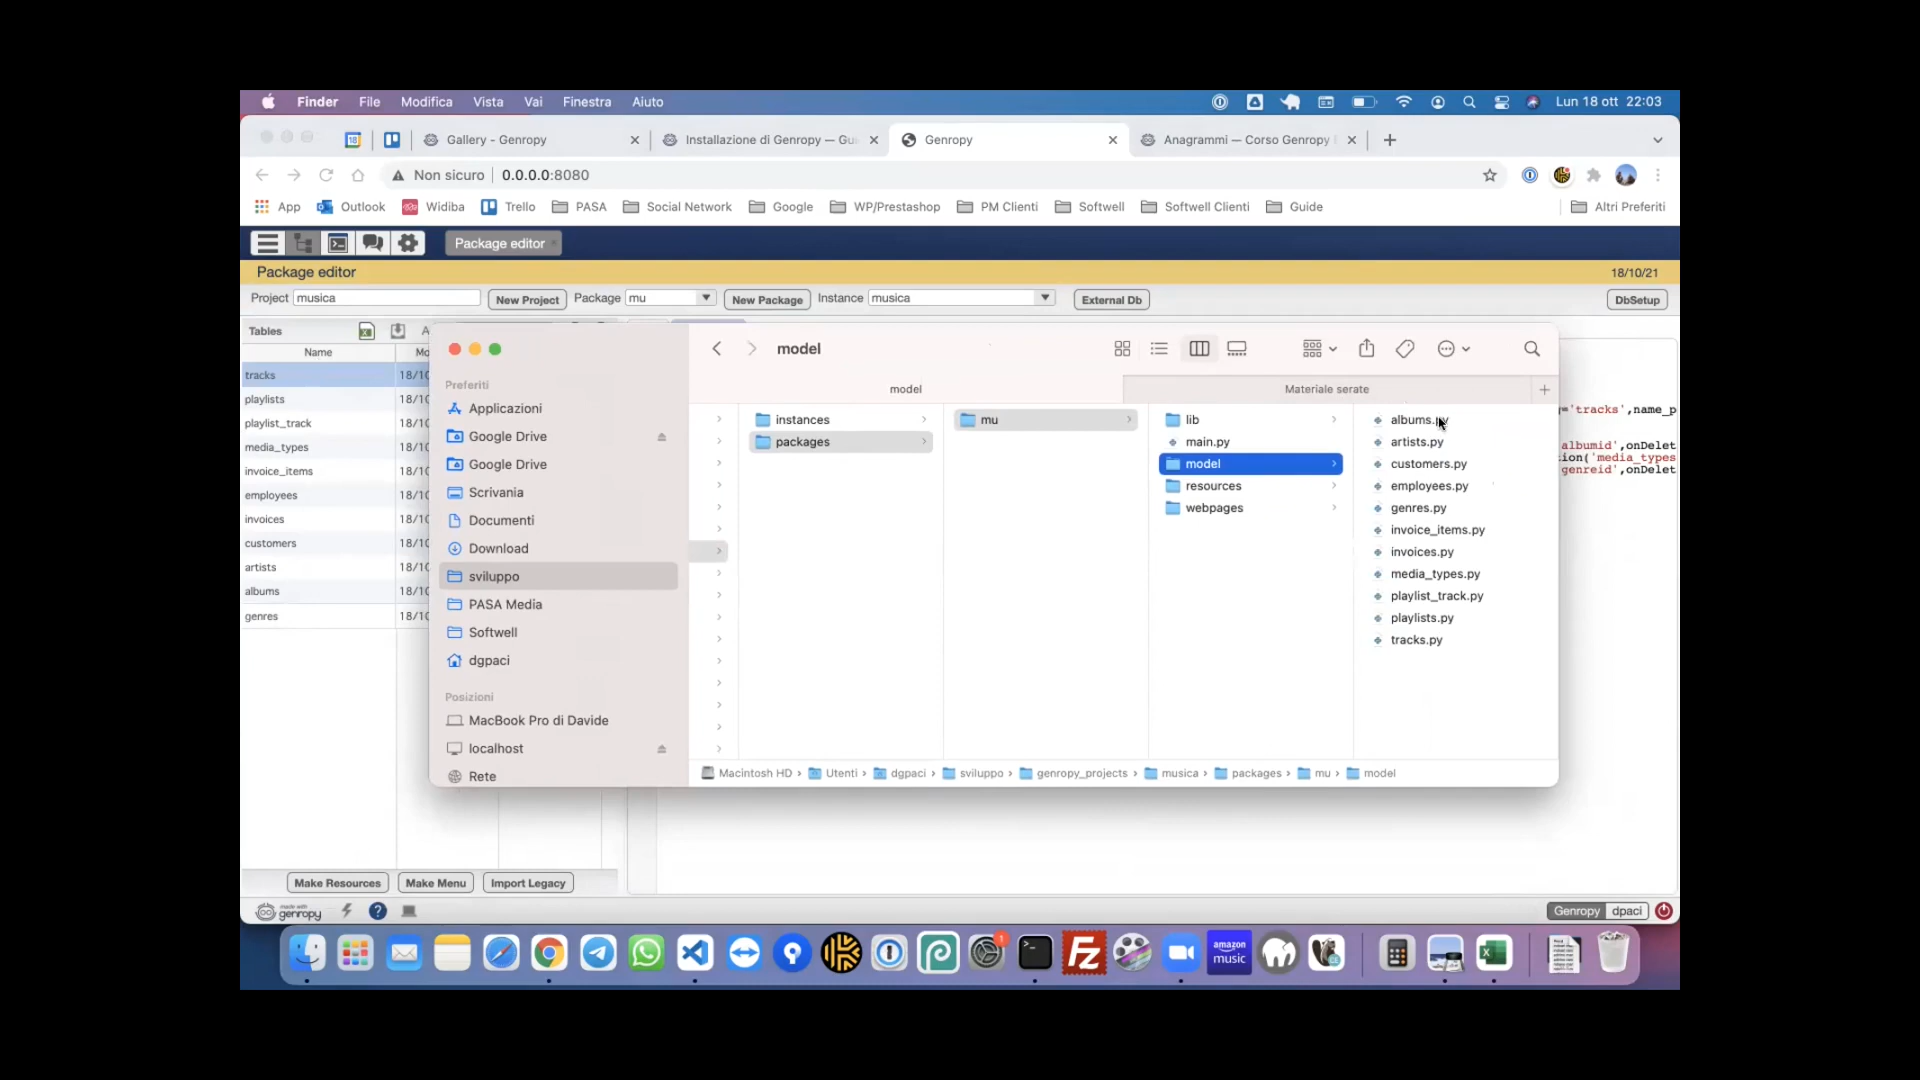 Finder File Modifica Vista Vai Finestra Aiuto Lun 18 ott 22:03
Gallery - Genropy Installazione di Genropy — Gu Genropy Anagrammi — Corso Genropy
Non sicuro 0.0.0.0:8080
App Outlook Widiba Trello PASA Social Network Google WP/Prestashop PM Clienti Softwell Softwell Clienti Guide Altri Preferiti
Package editor
Package editor 18/10/21
Project musica New Project Package mu New Package Instance musica External Db DbSetup
Tables
Name
tracks
playlists
playlist_track
media_types
invoice_items
employees
invoices
customers
artists
albums
genres
Make Resources Make Menu Import Legacy
model
model Materiale serate
Preferiti
Applicazioni
Google Drive
Google Drive
Scrivania
Documenti
Download
sviluppo
PASA Media
Softwell
dgpaci
Posizioni
MacBook Pro di Davide
localhost
Rete
instances
packages
mu
lib
main.py
model
resources
webpages
albums.py
artists.py
customers.py
employees.py
genres.py
invoice_items.py
invoices.py
media_types.py
playlist_track.py
playlists.py
tracks.py
Macintosh HD › Utenti › dgpaci › sviluppo › genropy_projects › musica › packages › mu › model
='tracks',name_p
albumid',onDelet
ion('media_types
genreid',onDelet
made with
genropy
Genropy dpaci
1
amazon
music